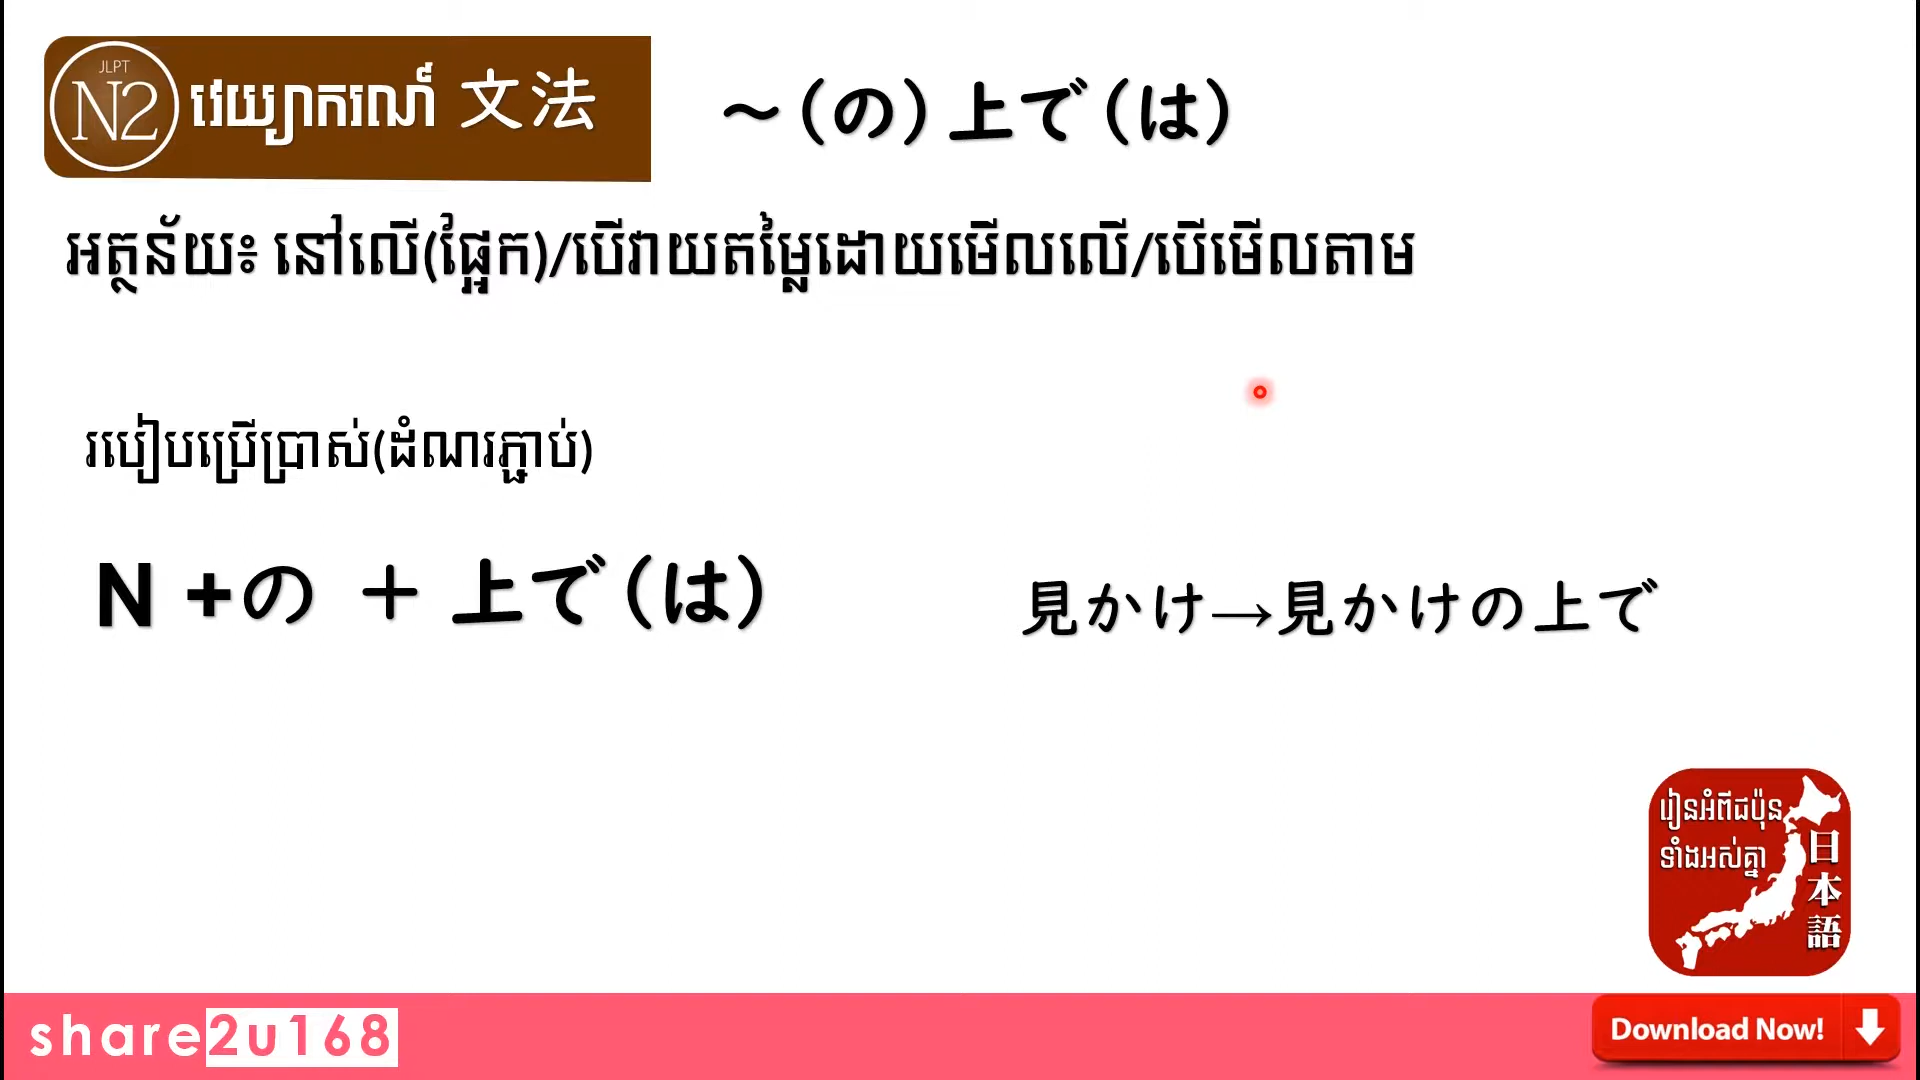 JLPT
N2
វេយ្យាករណ៍ 文法
～（の）上で（は）
អត្ថន័យ៖ នៅលើ(ផ្នែក)/បើវាយតម្លៃដោយមើលលើ/បើមើលតាម
របៀបប្រើប្រាស់(ដំណរភ្ជាប់)
N +の ＋ 上で（は）
見かけ→見かけの上で
រៀនអំពីជប៉ុន
ទាំងអស់គ្នា
日本語
share2u168
Download Now!